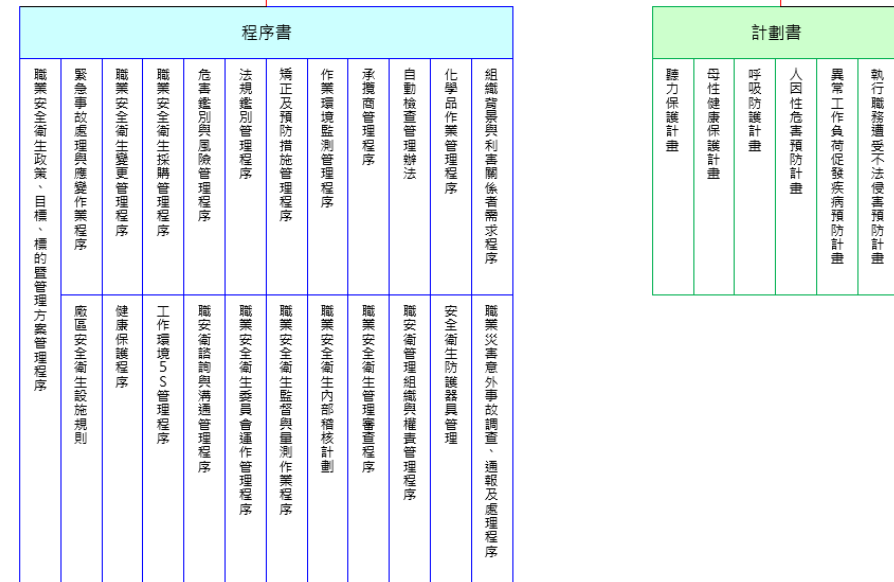 程序書
職業安全衛生政策、目標、標的暨管理方案管理程序
緊急事故處理與應變作業程序
職業安全衛生變更管理程序
職業安全衛生採購管理程序
危害鑑別與風險管理程序
法規鑑別管理程序
矯正及預防措施管理程序
作業環境監測管理程序
承攬商管理程序
自動檢查管理辦法
化學品作業管理程序
組織背景與利害關係者需求程序
廠區安全衛生設施規則
健康保護程序
工作環境5S管理程序
職安衛諮詢與溝通管理程序
職業安全衛生委員會運作管理程序
職業安全衛生監督與量測作業程序
職業安全衛生內部稽核計劃
職業安全衛生管理審查程序
職安衛管理組織與權責管理程序
安全衛生防護器具管理
職業災害意外事故調查、通報及處理程序
計劃書
聽力保護計畫
母性健康保護計畫
呼吸防護計畫
人因性危害預防計畫
異常工作負荷促發疾病預防計畫
執行職務遭受不法侵害預防計畫